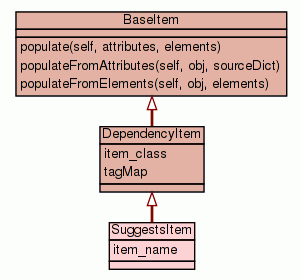 BaseItem
populate(self, attributes, elements)
populateFromAttributes(self, obj, sourceDict)
populateFromElements(self, obj, elements)
DependencyItem
item_class
tagMap
SuggestsItem
item_name